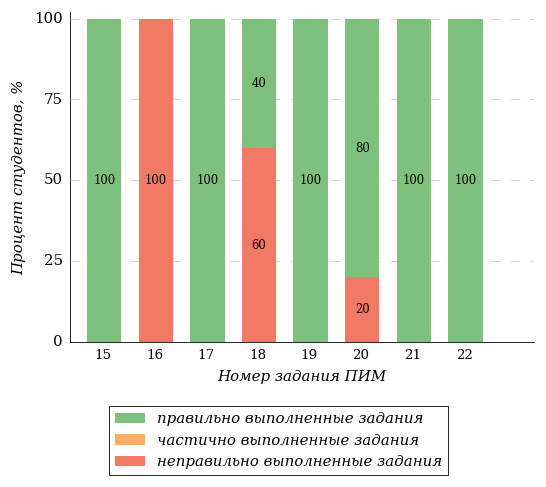 100
75
50
25
0
Процент студентов, %
40
80
100 100 100 100 100 100
60
20
15 16 17 18 19 20 21 22
Номер задания ПИМ
правильно выполненные задания
частично выполненные задания
неправильно выполненные задания